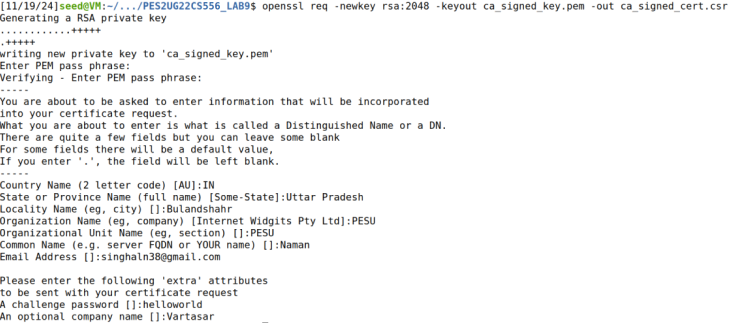 [11/19/24]seed@VM:~/.../PES2UG22CS556_LAB9$ openssl req -newkey rsa:2048 -keyout ca_signed_key.pem -out ca_signed_cert.csr
Generating a RSA private key
............+++++
.+++++
writing new private key to 'ca_signed_key.pem'
Enter PEM pass phrase:
Verifying - Enter PEM pass phrase:
-----
You are about to be asked to enter information that will be incorporated
into your certificate request.
What you are about to enter is what is called a Distinguished Name or a DN.
There are quite a few fields but you can leave some blank
For some fields there will be a default value,
If you enter '.', the field will be left blank.
-----
Country Name (2 letter code) [AU]:IN
State or Province Name (full name) [Some-State]:Uttar Pradesh
Locality Name (eg, city) []:Bulandshahr
Organization Name (eg, company) [Internet Widgits Pty Ltd]:PESU
Organizational Unit Name (eg, section) []:PESU
Common Name (e.g. server FQDN or YOUR name) []:Naman
Email Address []:singhaln38@gmail.com

Please enter the following 'extra' attributes
to be sent with your certificate request
A challenge password []:helloworld
An optional company name []:Vartasar